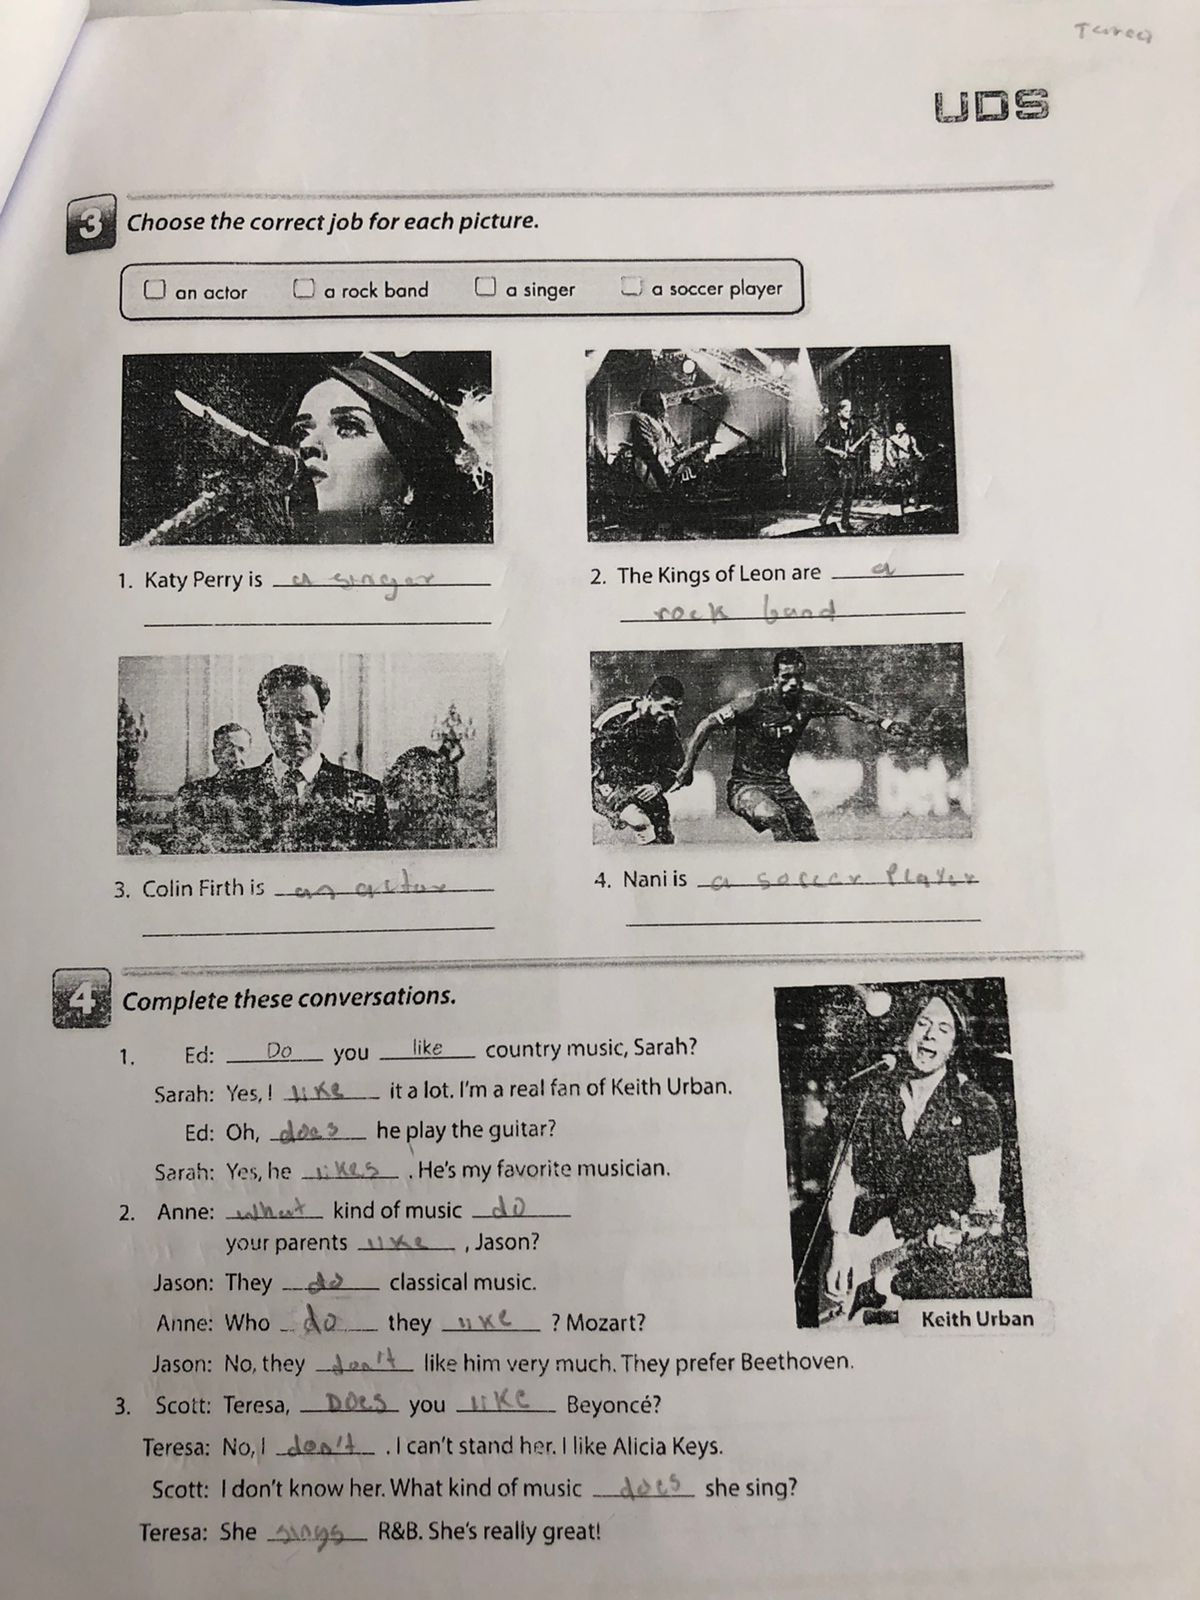 Tarea
UDS
3 Choose the correct job for each picture.
an actor a rock band a singer a soccer player
1. Katy Perry is a singer
2. The Kings of Leon are a
rock band
3. Colin Firth is an actor
4. Nani is a soccer Player
4 Complete these conversations.
1. Ed: Do you like country music, Sarah?
Sarah: Yes, I like it a lot. I'm a real fan of Keith Urban.
Ed: Oh, does he play the guitar?
Sarah: Yes, he likes . He's my favorite musician.
2. Anne: what kind of music do
your parents like , Jason?
Jason: They do classical music.
Anne: Who do they like ? Mozart?
Jason: No, they don't like him very much. They prefer Beethoven.
3. Scott: Teresa, Does you like Beyoncé?
Teresa: No, I don't . I can't stand her. I like Alicia Keys.
Scott: I don't know her. What kind of music does she sing?
Teresa: She sings R&B. She's really great!
Keith Urban